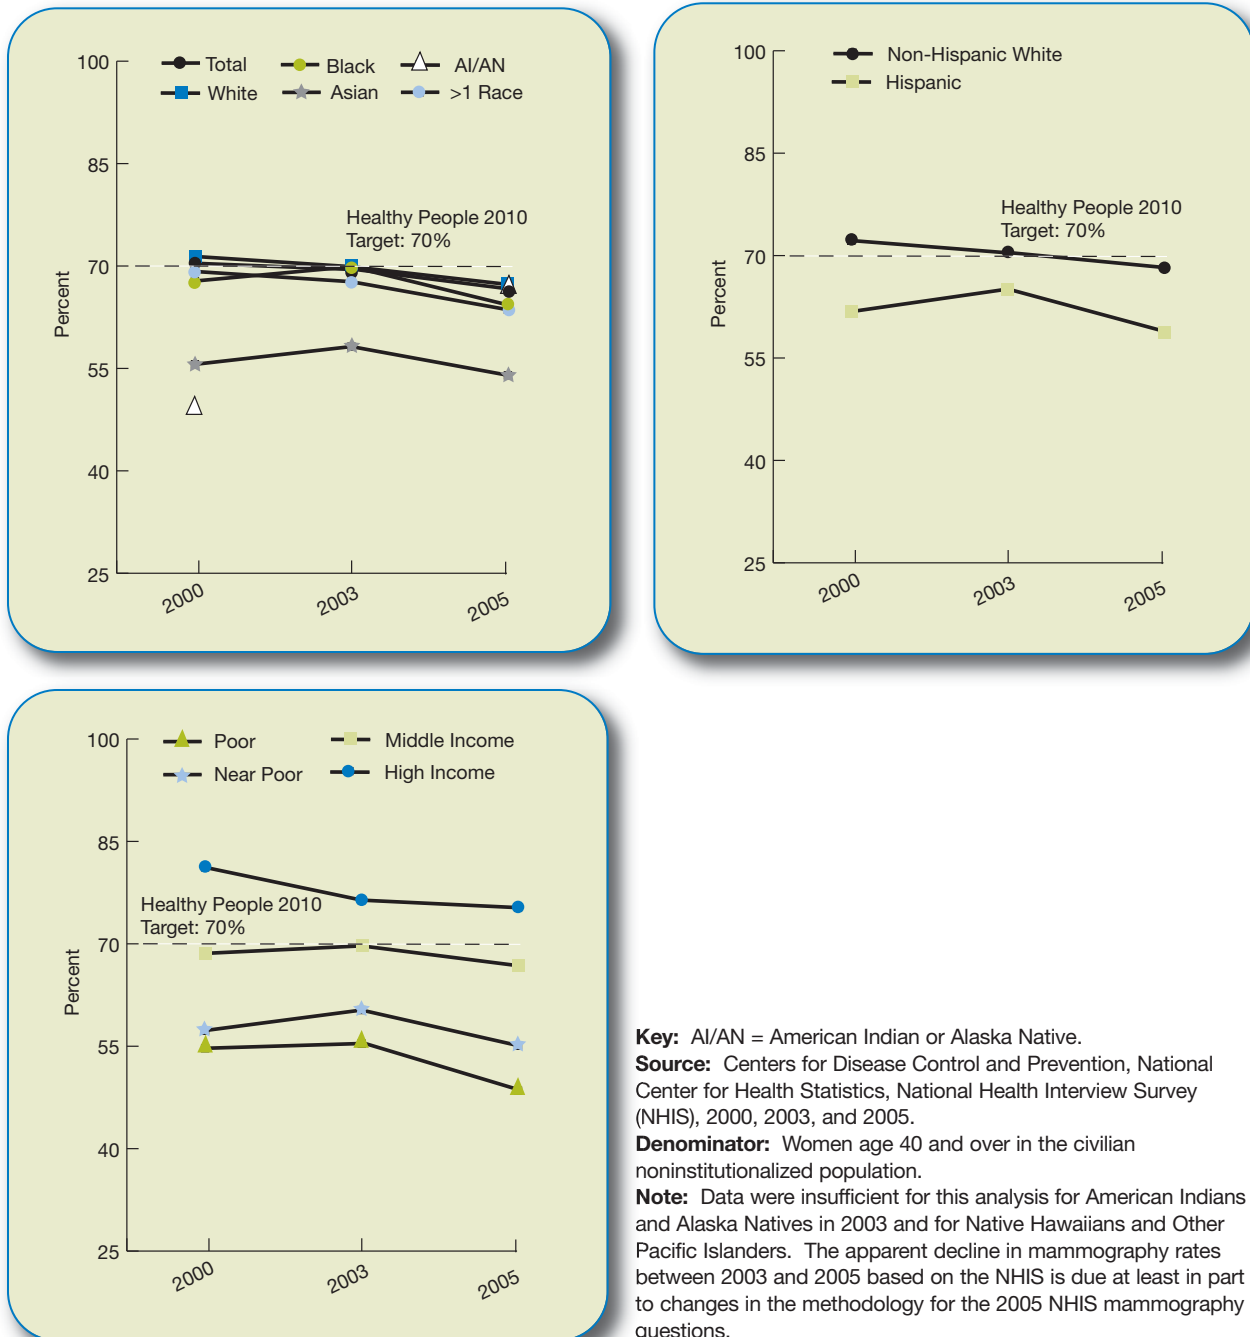 Total
Black
AI/AN
White
Asian
>1 Race
100
85
70
55
40
25
Percent
Healthy People 2010
Target: 70%
2000
2003
2005
Non-Hispanic White
Hispanic
100
85
70
55
40
25
Percent
Healthy People 2010
Target: 70%
2000
2003
2005
Poor
Middle Income
Near Poor
High Income
100
85
70
55
40
25
Percent
Healthy People 2010
Target: 70%
2000
2003
2005
Key: AI/AN = American Indian or Alaska Native.
Source: Centers for Disease Control and Prevention, National
Center for Health Statistics, National Health Interview Survey
(NHIS), 2000, 2003, and 2005.
Denominator: Women age 40 and over in the civilian
noninstitutionalized population.
Note: Data were insufficient for this analysis for American Indians
and Alaska Natives in 2003 and for Native Hawaiians and Other
Pacific Islanders. The apparent decline in mammography rates
between 2003 and 2005 based on the NHIS is due at least in part
to changes in the methodology for the 2005 NHIS mammography
questions.